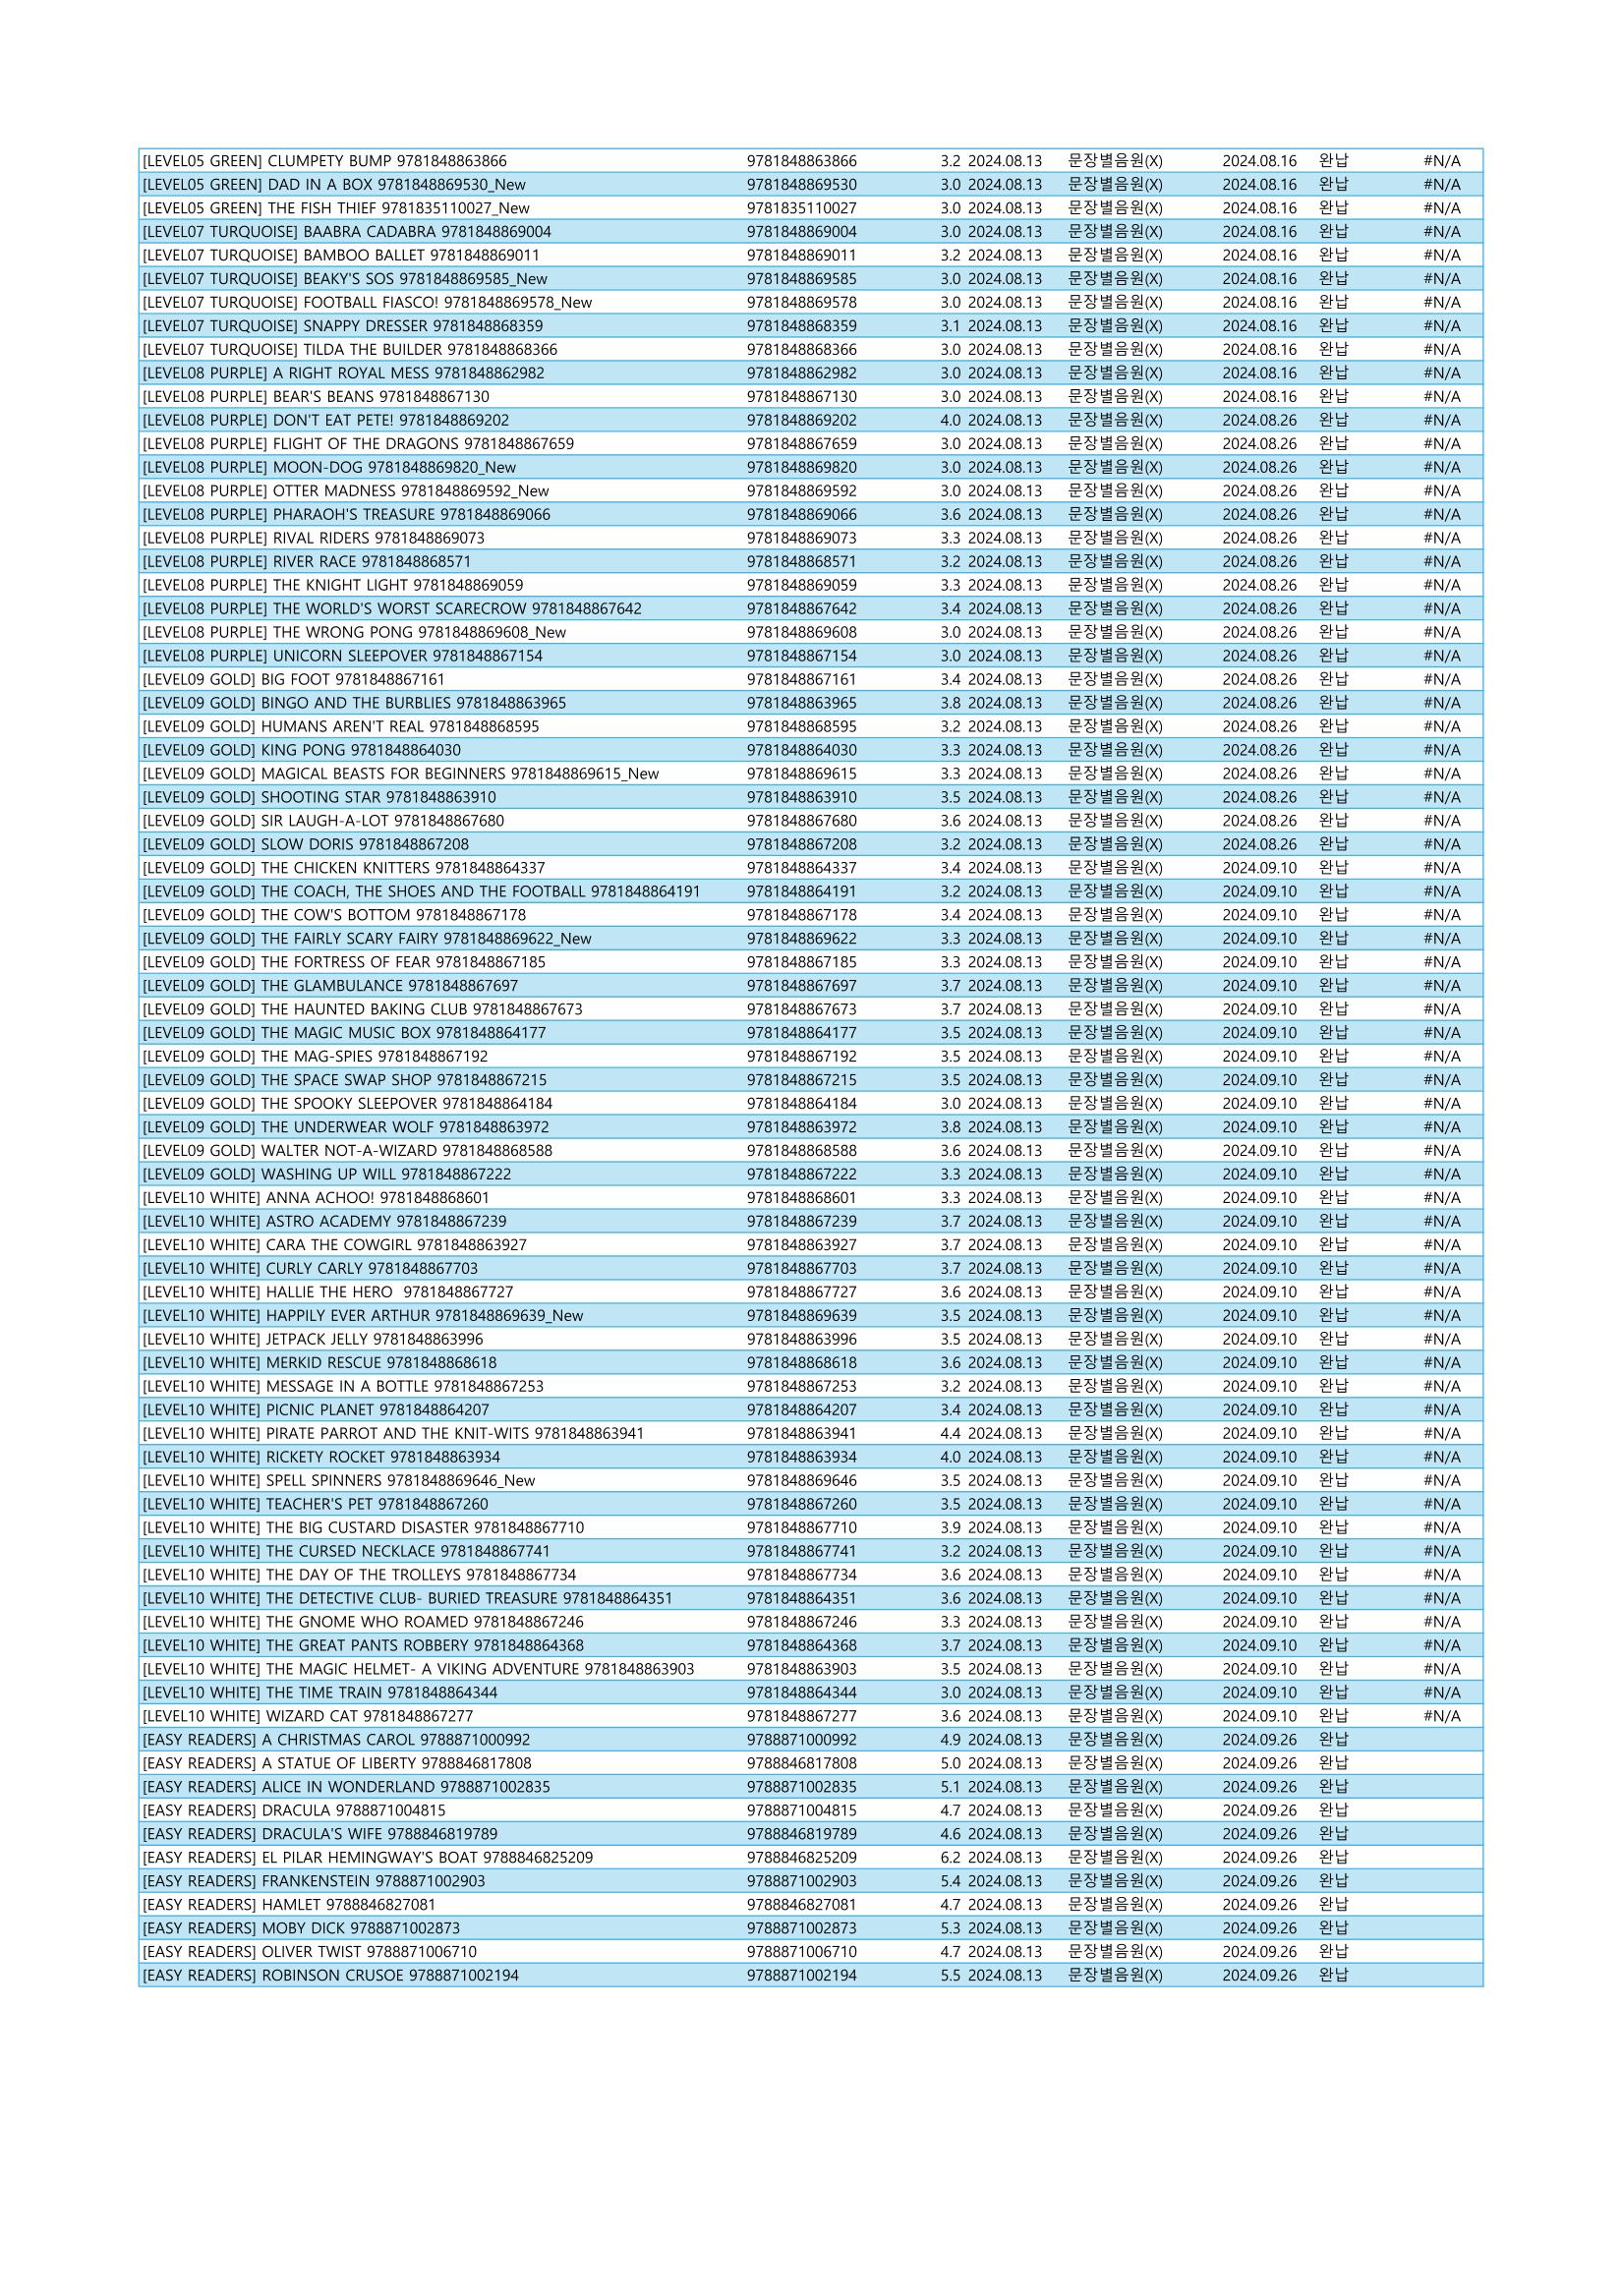 [LEVEL05 GREEN] CLUMPETY BUMP 9781848863866 9781848863866 3.2 2024.08.13 문장별음원(X) 2024.08.16 완납 #N/A
[LEVEL05 GREEN] DAD IN A BOX 9781848869530_New 9781848869530 3.0 2024.08.13 문장별음원(X) 2024.08.16 완납 #N/A
[LEVEL05 GREEN] THE FISH THIEF 9781835110027_New 9781835110027 3.0 2024.08.13 문장별음원(X) 2024.08.16 완납 #N/A
[LEVEL07 TURQUOISE] BAABRA CADABRA 9781848869004 9781848869004 3.0 2024.08.13 문장별음원(X) 2024.08.16 완납 #N/A
[LEVEL07 TURQUOISE] BAMBOO BALLET 9781848869011 9781848869011 3.2 2024.08.13 문장별음원(X) 2024.08.16 완납 #N/A
[LEVEL07 TURQUOISE] BEAKY'S SOS 9781848869585_New 9781848869585 3.0 2024.08.13 문장별음원(X) 2024.08.16 완납 #N/A
[LEVEL07 TURQUOISE] FOOTBALL FIASCO! 9781848869578_New 9781848869578 3.0 2024.08.13 문장별음원(X) 2024.08.16 완납 #N/A
[LEVEL07 TURQUOISE] SNAPPY DRESSER 9781848868359 9781848868359 3.1 2024.08.13 문장별음원(X) 2024.08.16 완납 #N/A
[LEVEL07 TURQUOISE] TILDA THE BUILDER 9781848868366 9781848868366 3.0 2024.08.13 문장별음원(X) 2024.08.16 완납 #N/A
[LEVEL08 PURPLE] A RIGHT ROYAL MESS 9781848862982 9781848862982 3.0 2024.08.13 문장별음원(X) 2024.08.16 완납 #N/A
[LEVEL08 PURPLE] BEAR'S BEANS 9781848867130 9781848867130 3.0 2024.08.13 문장별음원(X) 2024.08.16 완납 #N/A
[LEVEL08 PURPLE] DON'T EAT PETE! 9781848869202 9781848869202 4.0 2024.08.13 문장별음원(X) 2024.08.26 완납 #N/A
[LEVEL08 PURPLE] FLIGHT OF THE DRAGONS 9781848867659 9781848867659 3.0 2024.08.13 문장별음원(X) 2024.08.26 완납 #N/A
[LEVEL08 PURPLE] MOON-DOG 9781848869820_New 9781848869820 3.0 2024.08.13 문장별음원(X) 2024.08.26 완납 #N/A
[LEVEL08 PURPLE] OTTER MADNESS 9781848869592_New 9781848869592 3.0 2024.08.13 문장별음원(X) 2024.08.26 완납 #N/A
[LEVEL08 PURPLE] PHARAOH'S TREASURE 9781848869066 9781848869066 3.6 2024.08.13 문장별음원(X) 2024.08.26 완납 #N/A
[LEVEL08 PURPLE] RIVAL RIDERS 9781848869073 9781848869073 3.3 2024.08.13 문장별음원(X) 2024.08.26 완납 #N/A
[LEVEL08 PURPLE] RIVER RACE 9781848868571 9781848868571 3.2 2024.08.13 문장별음원(X) 2024.08.26 완납 #N/A
[LEVEL08 PURPLE] THE KNIGHT LIGHT 9781848869059 9781848869059 3.3 2024.08.13 문장별음원(X) 2024.08.26 완납 #N/A
[LEVEL08 PURPLE] THE WORLD'S WORST SCARECROW 9781848867642 9781848867642 3.4 2024.08.13 문장별음원(X) 2024.08.26 완납 #N/A
[LEVEL08 PURPLE] THE WRONG PONG 9781848869608_New 9781848869608 3.0 2024.08.13 문장별음원(X) 2024.08.26 완납 #N/A
[LEVEL08 PURPLE] UNICORN SLEEPOVER 9781848867154 9781848867154 3.0 2024.08.13 문장별음원(X) 2024.08.26 완납 #N/A
[LEVEL09 GOLD] BIG FOOT 9781848867161 9781848867161 3.4 2024.08.13 문장별음원(X) 2024.08.26 완납 #N/A
[LEVEL09 GOLD] BINGO AND THE BURBLIES 9781848863965 9781848863965 3.8 2024.08.13 문장별음원(X) 2024.08.26 완납 #N/A
[LEVEL09 GOLD] HUMANS AREN'T REAL 9781848868595 9781848868595 3.2 2024.08.13 문장별음원(X) 2024.08.26 완납 #N/A
[LEVEL09 GOLD] KING PONG 9781848864030 9781848864030 3.3 2024.08.13 문장별음원(X) 2024.08.26 완납 #N/A
[LEVEL09 GOLD] MAGICAL BEASTS FOR BEGINNERS 9781848869615_New 9781848869615 3.3 2024.08.13 문장별음원(X) 2024.08.26 완납 #N/A
[LEVEL09 GOLD] SHOOTING STAR 9781848863910 9781848863910 3.5 2024.08.13 문장별음원(X) 2024.08.26 완납 #N/A
[LEVEL09 GOLD] SIR LAUGH-A-LOT 9781848867680 9781848867680 3.6 2024.08.13 문장별음원(X) 2024.08.26 완납 #N/A
[LEVEL09 GOLD] SLOW DORIS 9781848867208 9781848867208 3.2 2024.08.13 문장별음원(X) 2024.08.26 완납 #N/A
[LEVEL09 GOLD] THE CHICKEN KNITTERS 9781848864337 9781848864337 3.4 2024.08.13 문장별음원(X) 2024.09.10 완납 #N/A
[LEVEL09 GOLD] THE COACH, THE SHOES AND THE FOOTBALL 9781848864191 9781848864191 3.2 2024.08.13 문장별음원(X) 2024.09.10 완납 #N/A
[LEVEL09 GOLD] THE COW'S BOTTOM 9781848867178 9781848867178 3.4 2024.08.13 문장별음원(X) 2024.09.10 완납 #N/A
[LEVEL09 GOLD] THE FAIRLY SCARY FAIRY 9781848869622_New 9781848869622 3.3 2024.08.13 문장별음원(X) 2024.09.10 완납 #N/A
[LEVEL09 GOLD] THE FORTRESS OF FEAR 9781848867185 9781848867185 3.3 2024.08.13 문장별음원(X) 2024.09.10 완납 #N/A
[LEVEL09 GOLD] THE GLAMBULANCE 9781848867697 9781848867697 3.7 2024.08.13 문장별음원(X) 2024.09.10 완납 #N/A
[LEVEL09 GOLD] THE HAUNTED BAKING CLUB 9781848867673 9781848867673 3.7 2024.08.13 문장별음원(X) 2024.09.10 완납 #N/A
[LEVEL09 GOLD] THE MAGIC MUSIC BOX 9781848864177 9781848864177 3.5 2024.08.13 문장별음원(X) 2024.09.10 완납 #N/A
[LEVEL09 GOLD] THE MAG-SPIES 9781848867192 9781848867192 3.5 2024.08.13 문장별음원(X) 2024.09.10 완납 #N/A
[LEVEL09 GOLD] THE SPACE SWAP SHOP 9781848867215 9781848867215 3.5 2024.08.13 문장별음원(X) 2024.09.10 완납 #N/A
[LEVEL09 GOLD] THE SPOOKY SLEEPOVER 9781848864184 9781848864184 3.0 2024.08.13 문장별음원(X) 2024.09.10 완납 #N/A
[LEVEL09 GOLD] THE UNDERWEAR WOLF 9781848863972 9781848863972 3.8 2024.08.13 문장별음원(X) 2024.09.10 완납 #N/A
[LEVEL09 GOLD] WALTER NOT-A-WIZARD 9781848868588 9781848868588 3.6 2024.08.13 문장별음원(X) 2024.09.10 완납 #N/A
[LEVEL09 GOLD] WASHING UP WILL 9781848867222 9781848867222 3.3 2024.08.13 문장별음원(X) 2024.09.10 완납 #N/A
[LEVEL10 WHITE] ANNA ACHOO! 9781848868601 9781848868601 3.3 2024.08.13 문장별음원(X) 2024.09.10 완납 #N/A
[LEVEL10 WHITE] ASTRO ACADEMY 9781848867239 9781848867239 3.7 2024.08.13 문장별음원(X) 2024.09.10 완납 #N/A
[LEVEL10 WHITE] CARA THE COWGIRL 9781848863927 9781848863927 3.7 2024.08.13 문장별음원(X) 2024.09.10 완납 #N/A
[LEVEL10 WHITE] CURLY CARLY 9781848867703 9781848867703 3.7 2024.08.13 문장별음원(X) 2024.09.10 완납 #N/A
[LEVEL10 WHITE] HALLIE THE HERO  9781848867727 9781848867727 3.6 2024.08.13 문장별음원(X) 2024.09.10 완납 #N/A
[LEVEL10 WHITE] HAPPILY EVER ARTHUR 9781848869639_New 9781848869639 3.5 2024.08.13 문장별음원(X) 2024.09.10 완납 #N/A
[LEVEL10 WHITE] JETPACK JELLY 9781848863996 9781848863996 3.5 2024.08.13 문장별음원(X) 2024.09.10 완납 #N/A
[LEVEL10 WHITE] MERKID RESCUE 9781848868618 9781848868618 3.6 2024.08.13 문장별음원(X) 2024.09.10 완납 #N/A
[LEVEL10 WHITE] MESSAGE IN A BOTTLE 9781848867253 9781848867253 3.2 2024.08.13 문장별음원(X) 2024.09.10 완납 #N/A
[LEVEL10 WHITE] PICNIC PLANET 9781848864207 9781848864207 3.4 2024.08.13 문장별음원(X) 2024.09.10 완납 #N/A
[LEVEL10 WHITE] PIRATE PARROT AND THE KNIT-WITS 9781848863941 9781848863941 4.4 2024.08.13 문장별음원(X) 2024.09.10 완납 #N/A
[LEVEL10 WHITE] RICKETY ROCKET 9781848863934 9781848863934 4.0 2024.08.13 문장별음원(X) 2024.09.10 완납 #N/A
[LEVEL10 WHITE] SPELL SPINNERS 9781848869646_New 9781848869646 3.5 2024.08.13 문장별음원(X) 2024.09.10 완납 #N/A
[LEVEL10 WHITE] TEACHER'S PET 9781848867260 9781848867260 3.5 2024.08.13 문장별음원(X) 2024.09.10 완납 #N/A
[LEVEL10 WHITE] THE BIG CUSTARD DISASTER 9781848867710 9781848867710 3.9 2024.08.13 문장별음원(X) 2024.09.10 완납 #N/A
[LEVEL10 WHITE] THE CURSED NECKLACE 9781848867741 9781848867741 3.2 2024.08.13 문장별음원(X) 2024.09.10 완납 #N/A
[LEVEL10 WHITE] THE DAY OF THE TROLLEYS 9781848867734 9781848867734 3.6 2024.08.13 문장별음원(X) 2024.09.10 완납 #N/A
[LEVEL10 WHITE] THE DETECTIVE CLUB- BURIED TREASURE 9781848864351 9781848864351 3.6 2024.08.13 문장별음원(X) 2024.09.10 완납 #N/A
[LEVEL10 WHITE] THE GNOME WHO ROAMED 9781848867246 9781848867246 3.3 2024.08.13 문장별음원(X) 2024.09.10 완납 #N/A
[LEVEL10 WHITE] THE GREAT PANTS ROBBERY 9781848864368 9781848864368 3.7 2024.08.13 문장별음원(X) 2024.09.10 완납 #N/A
[LEVEL10 WHITE] THE MAGIC HELMET- A VIKING ADVENTURE 9781848863903 9781848863903 3.5 2024.08.13 문장별음원(X) 2024.09.10 완납 #N/A
[LEVEL10 WHITE] THE TIME TRAIN 9781848864344 9781848864344 3.0 2024.08.13 문장별음원(X) 2024.09.10 완납 #N/A
[LEVEL10 WHITE] WIZARD CAT 9781848867277 9781848867277 3.6 2024.08.13 문장별음원(X) 2024.09.10 완납 #N/A
[EASY READERS] A CHRISTMAS CAROL 9788871000992 9788871000992 4.9 2024.08.13 문장별음원(X) 2024.09.26 완납
[EASY READERS] A STATUE OF LIBERTY 9788846817808 9788846817808 5.0 2024.08.13 문장별음원(X) 2024.09.26 완납
[EASY READERS] ALICE IN WONDERLAND 9788871002835 9788871002835 5.1 2024.08.13 문장별음원(X) 2024.09.26 완납
[EASY READERS] DRACULA 9788871004815 9788871004815 4.7 2024.08.13 문장별음원(X) 2024.09.26 완납
[EASY READERS] DRACULA'S WIFE 9788846819789 9788846819789 4.6 2024.08.13 문장별음원(X) 2024.09.26 완납
[EASY READERS] EL PILAR HEMINGWAY'S BOAT 9788846825209 9788846825209 6.2 2024.08.13 문장별음원(X) 2024.09.26 완납
[EASY READERS] FRANKENSTEIN 9788871002903 9788871002903 5.4 2024.08.13 문장별음원(X) 2024.09.26 완납
[EASY READERS] HAMLET 9788846827081 9788846827081 4.7 2024.08.13 문장별음원(X) 2024.09.26 완납
[EASY READERS] MOBY DICK 9788871002873 9788871002873 5.3 2024.08.13 문장별음원(X) 2024.09.26 완납
[EASY READERS] OLIVER TWIST 9788871006710 9788871006710 4.7 2024.08.13 문장별음원(X) 2024.09.26 완납
[EASY READERS] ROBINSON CRUSOE 9788871002194 9788871002194 5.5 2024.08.13 문장별음원(X) 2024.09.26 완납